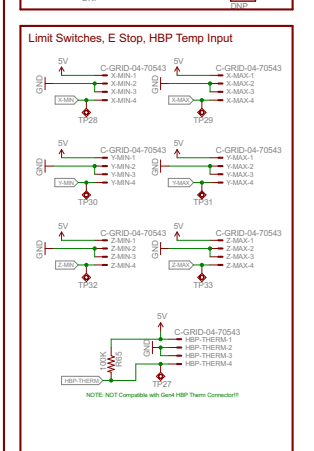 DNP
Limit Switches, E Stop, HBP Temp Input
5V
C-GRID-04-70543
X-MIN-1
X-MIN-2
X-MIN-3
X-MIN-4
GND
X-MIN
TP28
5V
C-GRID-04-70543
X-MAX-1
X-MAX-2
X-MAX-3
X-MAX-4
GND
X-MAX
TP29
5V
C-GRID-04-70543
Y-MIN-1
Y-MIN-2
Y-MIN-3
Y-MIN-4
GND
Y-MIN
TP30
5V
C-GRID-04-70543
Y-MAX-1
Y-MAX-2
Y-MAX-3
Y-MAX-4
GND
Y-MAX
TP31
5V
C-GRID-04-70543
Z-MIN-1
Z-MIN-2
Z-MIN-3
Z-MIN-4
GND
Z-MIN
TP32
5V
C-GRID-04-70543
Z-MAX-1
Z-MAX-2
Z-MAX-3
Z-MAX-4
GND
Z-MAX
TP33
5V
C-GRID-04-70543
HBP-THERM-1
HBP-THERM-2
HBP-THERM-3
HBP-THERM-4
GND
100K
R65
HBP-THERM
TP27
NOTE: NOT Compatible with Gen4 HBP Therm Connector!!!